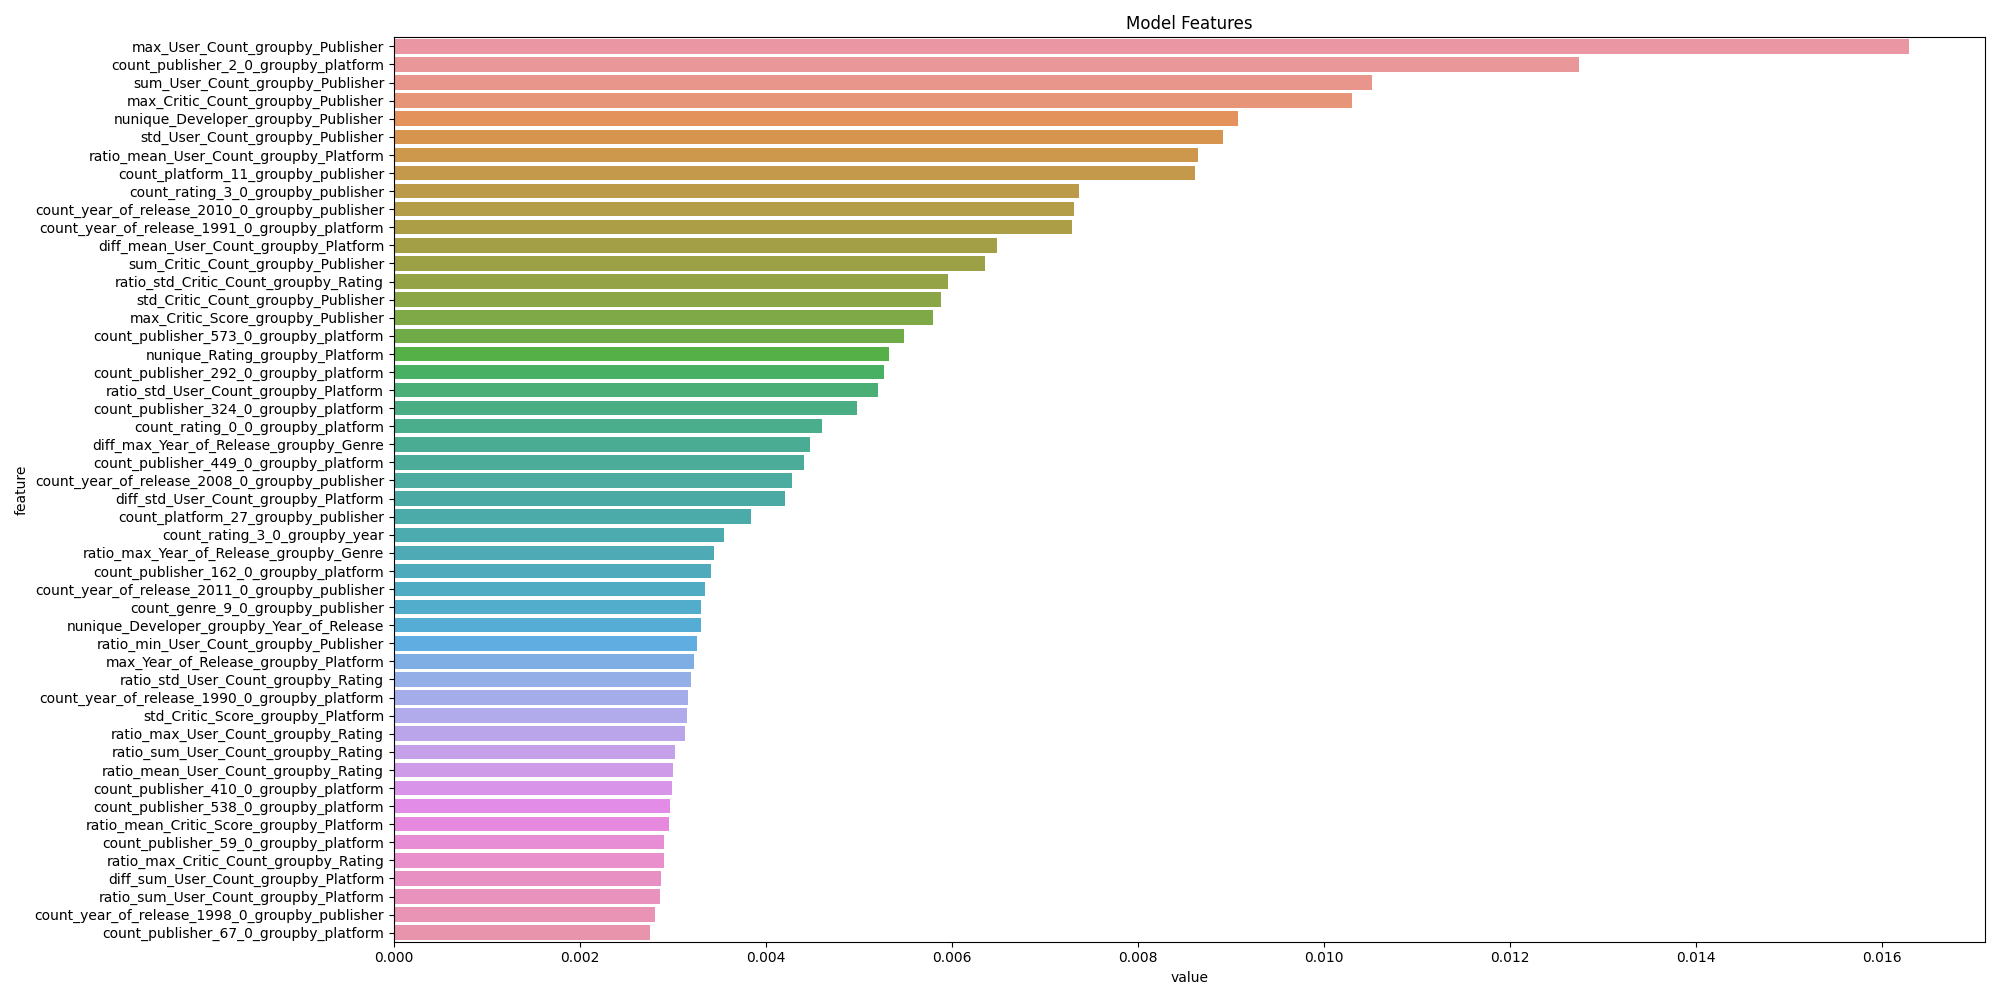 Model Features
max_User_Count_groupby_Publisher
count_publisher_2_0_groupby_platform
sum_User_Count_groupby_Publisher
max_Critic_Count_groupby_Publisher
nunique_Developer_groupby_Publisher
std_User_Count_groupby_Publisher
ratio_mean_User_Count_groupby_Platform
count_platform_11_groupby_publisher
count_rating_3_0_groupby_publisher
count_year_of_release_2010_0_groupby_publisher
count_year_of_release_1991_0_groupby_platform
diff_mean_User_Count_groupby_Platform
sum_Critic_Count_groupby_Publisher
ratio_std_Critic_Count_groupby_Rating
std_Critic_Count_groupby_Publisher
max_Critic_Score_groupby_Publisher
count_publisher_573_0_groupby_platform
nunique_Rating_groupby_Platform
count_publisher_292_0_groupby_platform
ratio_std_User_Count_groupby_Platform
count_publisher_324_0_groupby_platform
count_rating_0_0_groupby_platform
diff_max_Year_of_Release_groupby_Genre
count_publisher_449_0_groupby_platform
count_year_of_release_2008_0_groupby_publisher
diff_std_User_Count_groupby_Platform
count_platform_27_groupby_publisher
count_rating_3_0_groupby_year
ratio_max_Year_of_Release_groupby_Genre
count_publisher_162_0_groupby_platform
count_year_of_release_2011_0_groupby_publisher
count_genre_9_0_groupby_publisher
nunique_Developer_groupby_Year_of_Release
ratio_min_User_Count_groupby_Publisher
max_Year_of_Release_groupby_Platform
ratio_std_User_Count_groupby_Rating
count_year_of_release_1990_0_groupby_platform
std_Critic_Score_groupby_Platform
ratio_max_User_Count_groupby_Rating
ratio_sum_User_Count_groupby_Rating
ratio_mean_User_Count_groupby_Rating
count_publisher_410_0_groupby_platform
count_publisher_538_0_groupby_platform
ratio_mean_Critic_Score_groupby_Platform
count_publisher_59_0_groupby_platform
ratio_max_Critic_Count_groupby_Rating
diff_sum_User_Count_groupby_Platform
ratio_sum_User_Count_groupby_Platform
count_year_of_release_1998_0_groupby_publisher
count_publisher_67_0_groupby_platform
feature
0.000 0.002 0.004 0.006 0.008 0.010 0.012 0.014 0.016
value